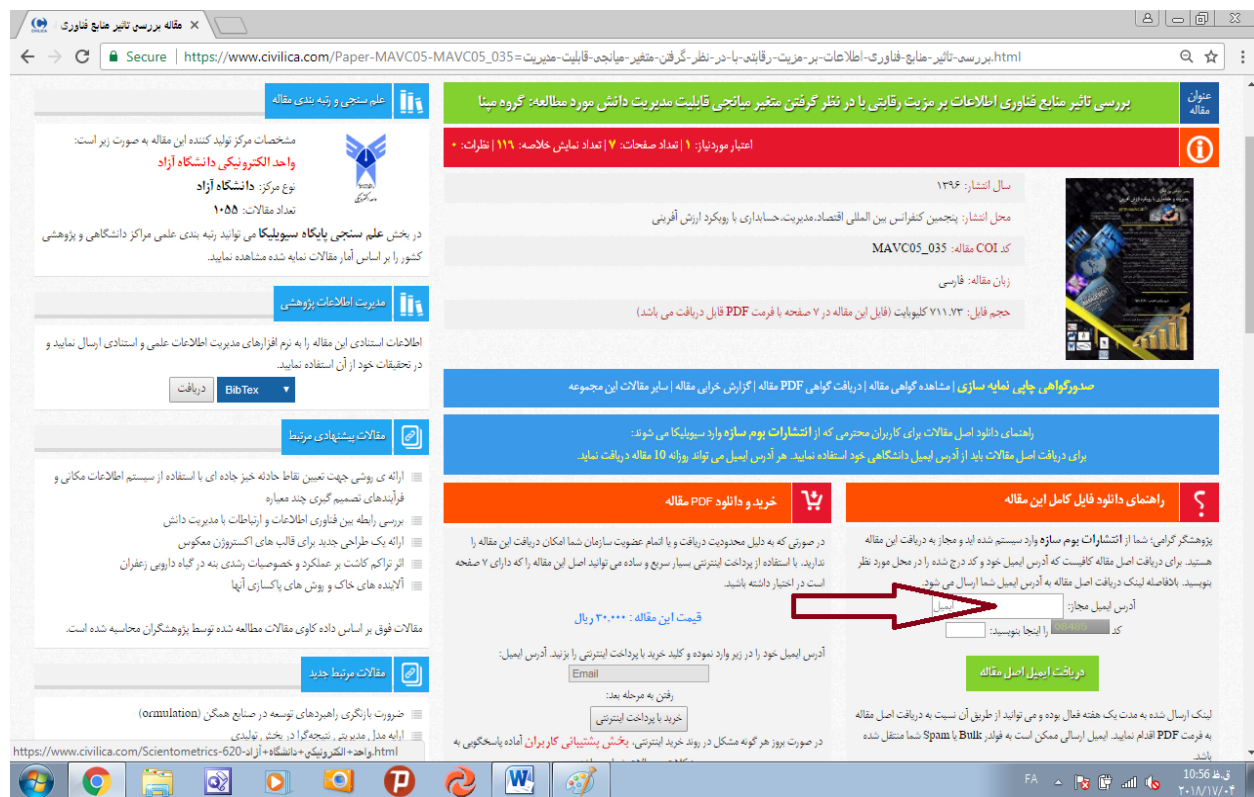 مقاله بررسی تاثیر منابع فناوری
Secure | https://www.civilica.com/Paper-MAVC05-MAVC05_035=بررسی-تاثیر-منابع-فناوری-اطلاعات-بر-مزیت-رقابتی-با-در-نظر-گرفتن-متغیر-میانجی-قابلیت-مدیریت.html
عنوان مقاله
بررسی تاثیر منابع فناوری اطلاعات بر مزیت رقابتی با در نظر گرفتن متغیر میانجی قابلیت مدیریت دانش مورد مطالعه: گروه مپنا
اعتبار موردنیاز: ۱ | تعداد صفحات: ۷ | تعداد نمایش خلاصه: ۱۱۹ | نظرات: ۰
سال انتشار: ۱۳۹۶
محل انتشار: پنجمین کنفرانس بین المللی اقتصاد،مدیریت،حسابداری با رویکرد ارزش آفرینی
کد COI مقاله: MAVC05_035
زبان مقاله: فارسی
حجم فایل: ۷۱۱.۷۳ کلیوبایت (فایل این مقاله در ۷ صفحه با فرمت PDF قابل دریافت می باشد)
صدورگواهی چاپی نمایه سازی | مشاهده گواهی مقاله | دریافت گواهی PDF مقاله | گزارش خرابی مقاله | سایر مقالات این مجموعه
راهنمای دانلود اصل مقالات برای کاربران محترمی که از انتشارات بوم سازه وارد سیویلیکا می شوند:
برای دریافت اصل مقالات باید از آدرس ایمیل دانشگاهی خود استفاده نمایید. هر آدرس ایمیل می تواند روزانه 10 مقاله دریافت نماید.
راهنمای دانلود فایل کامل این مقاله
پژوهشگر گرامی؛ شما از انتشارات بوم سازه وارد سیستم شده اید و مجاز به دریافت این مقاله
هستید. برای دریافت اصل مقاله کافیست که آدرس ایمیل خود و کد درج شده را در محل مورد نظر
بنویسید. بلافاصله لینک دریافت اصل مقاله به آدرس ایمیل شما ارسال می شود.
آدرس ایمیل مجاز: ایمیل
کد 08485 را اینجا بنویسید:
دریافت ایمیل اصل مقاله
لینک ارسال شده به مدت یک هفته فعال بوده و می توانید از طریق آن نسبت به دریافت اصل مقاله
به فرمت PDF اقدام نمایید. ایمیل ارسالی ممکن است به فولدر Bulk یا Spam شما منتقل شده
باشد.
خرید و دانلود PDF مقاله
در صورتی که به دلیل محدودیت دریافت و یا اتمام عضویت سازمان شما امکان دریافت این مقاله را
ندارید، با استفاده از پرداخت اینترنتی بسیار سریع و ساده می توانید اصل این مقاله را که دارای ۷ صفحه
است در اختیار داشته باشید.
قیمت این مقاله : ۳۰,۰۰۰ ریال
آدرس ایمیل خود را در زیر وارد نموده و کلید خرید با پرداخت اینترنتی را بزنید. آدرس ایمیل:
Email
رفتن به مرحله بعد:
خرید با پرداخت اینترنتی
در صورت بروز هر گونه مشکل در روند خرید اینترنتی، بخش پشتیبانی کاربران آماده پاسخگویی به
علم سنجی و رتبه بندی مقاله
مشخصات مرکز تولید کننده این مقاله به صورت زیر است:
واحد الکترونیکی دانشگاه آزاد
نوع مرکز: دانشگاه آزاد
تعداد مقالات: ۱۰۵۵
در بخش علم سنجی پایگاه سیویلیکا می توانید رتبه بندی علمی مراکز دانشگاهی و پژوهشی
کشور را بر اساس آمار مقالات نمایه شده مشاهده نمایید.
مدیریت اطلاعات پژوهشی
اطلاعات استنادی این مقاله را به نرم افزارهای مدیریت اطلاعات علمی و استنادی ارسال نمایید و
در تحقیقات خود از آن استفاده نمایید.
BibTex دریافت
مقالات پیشنهادی مرتبط
ارائه ی روشی جهت تعیین نقاط حادثه خیز جاده ای با استفاده از سیستم اطلاعات مکانی و
فرآیندهای تصمیم گیری چند معیاره
بررسی رابطه بین فناوری اطلاعات و ارتباطات با مدیریت دانش
ارائه یک طراحی جدید برای قالب های اکستروژن معکوس
اثر تراکم کاشت بر عملکرد و خصوصیات رشدی بنه در گیاه دارویی زعفران
آلاینده های خاک و روش های پاکسازی آنها
مقالات فوق بر اساس داده کاوی مقالات مطالعه شده توسط پژوهشگران محاسبه شده است.
مقالات مرتبط جدید
ضرورت بازنگری راهبردهای توسعه در صنایع همگن (ormulation)
ارایه مدل مدیریتی نتیجه‌گرا در بخش تولیدی
https://www.civilica.com/Scientometrics-620-واحد+الکترونیکی+دانشگاه+آزاد.html
FA
10:56 ق.ظ
۲۰۱۸/۱۷/۰۴